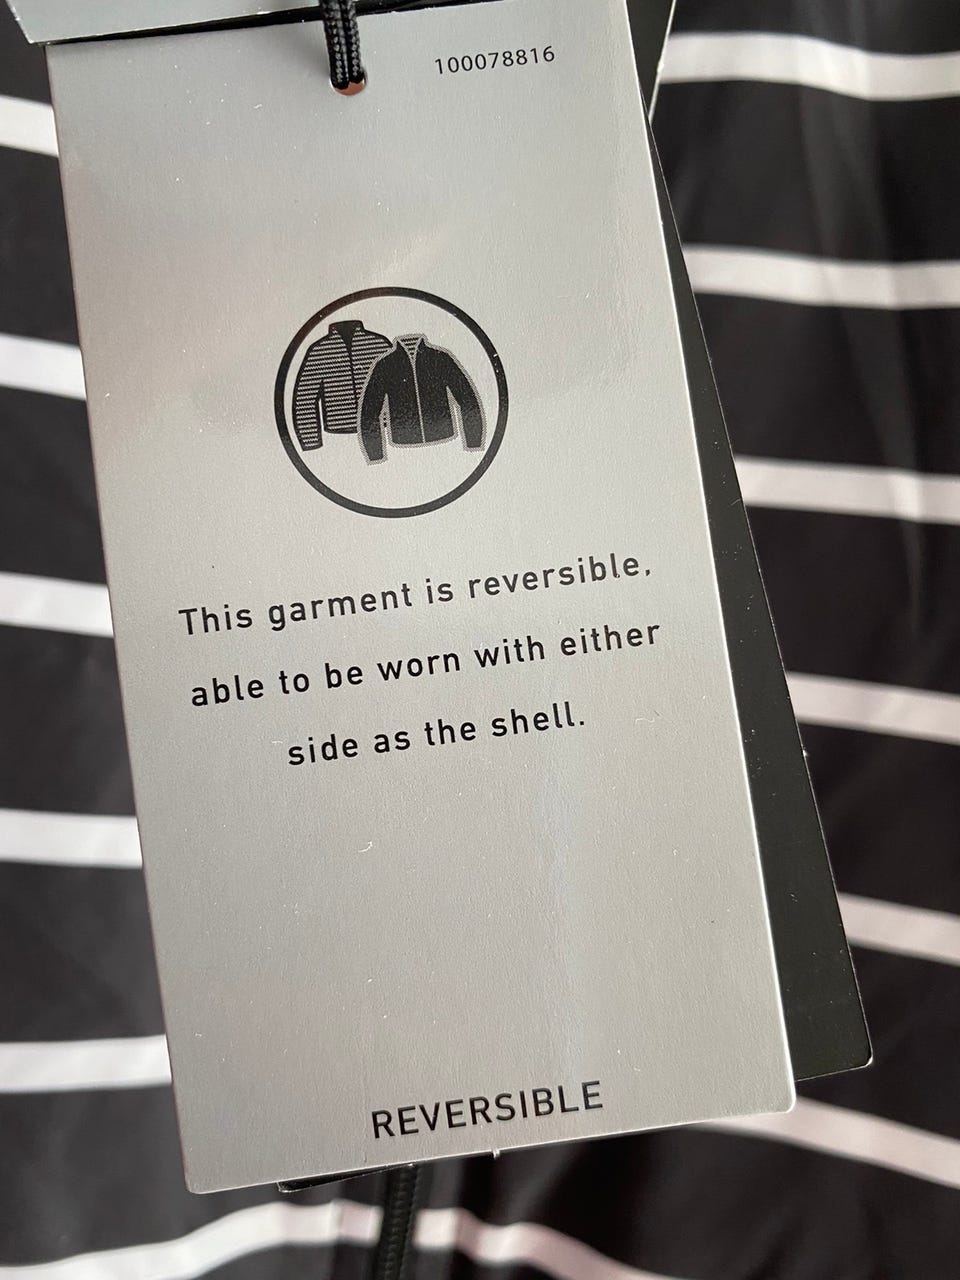 100078816
This garment is reversible,
able to be worn with either
side as the shell.
REVERSIBLE